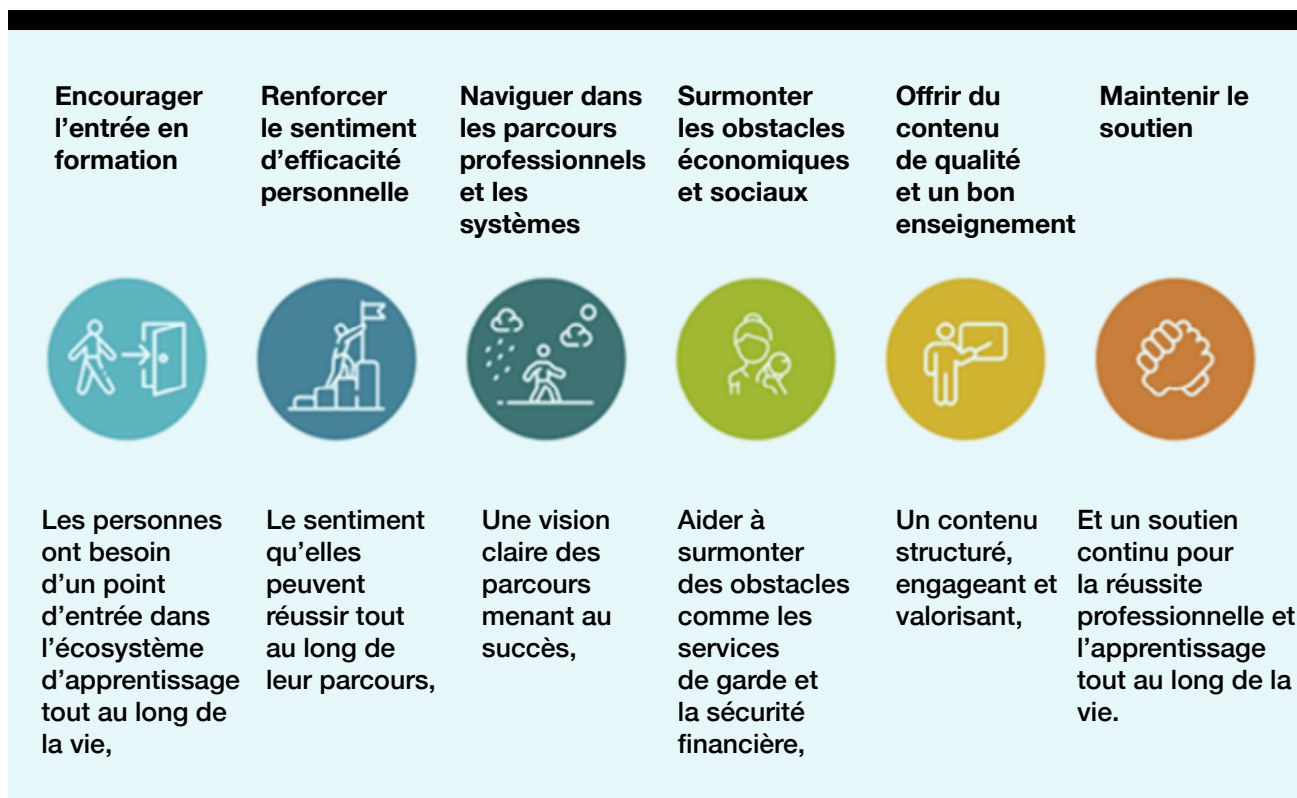 Encourager
l’entrée en
formation
Renforcer
le sentiment
d’efficacité
personnelle
Naviguer dans
les parcours
professionnels
et les
systèmes
Surmonter
les obstacles
économiques
et sociaux
Offrir du
contenu
de qualité
et un bon
enseignement
Maintenir le
soutien
Les personnes
ont besoin
d’un point
d’entrée dans
l’écosystème
d’apprentissage
tout au long de
la vie,
Le sentiment
qu’elles
peuvent
réussir tout
au long de
leur parcours,
Une vision
claire des
parcours
menant au
succès,
Aider à
surmonter
des obstacles
comme les
services
de garde et
la sécurité
financière,
Un contenu
structuré,
engageant et
valorisant,
Et un soutien
continu pour
la réussite
professionnelle et
l’apprentissage
tout au long de la
vie.